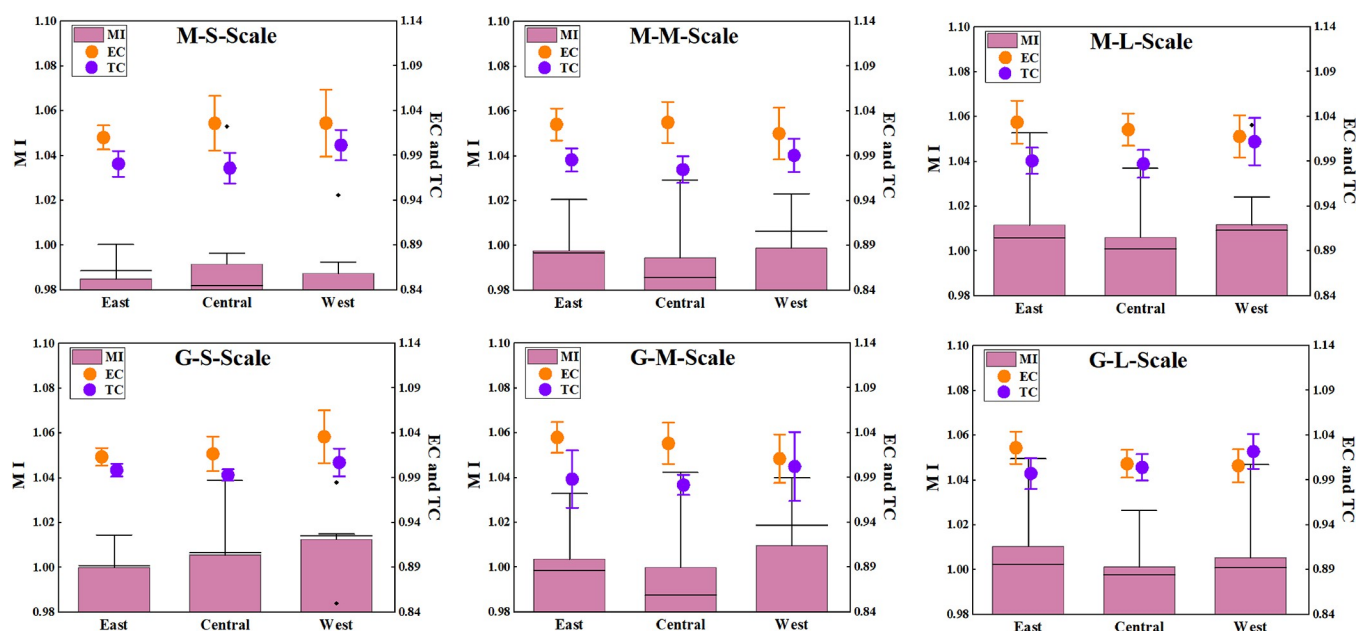 M-S-Scale
MI
EC
TC
1.10
1.08
1.06
1.04
1.02
1.00
0.98
M I
1.14
1.09
1.04
0.99
0.94
0.89
0.84
EC and TC
East Central West
M-M-Scale
MI
EC
TC
1.10
1.08
1.06
1.04
1.02
1.00
0.98
M I
1.14
1.09
1.04
0.99
0.94
0.89
0.84
EC and TC
East Central West
M-L-Scale
MI
EC
TC
1.10
1.08
1.06
1.04
1.02
1.00
0.98
M I
1.14
1.09
1.04
0.99
0.94
0.89
0.84
EC and TC
East Central West
G-S-Scale
MI
EC
TC
1.10
1.08
1.06
1.04
1.02
1.00
0.98
M I
1.14
1.09
1.04
0.99
0.94
0.89
0.84
EC and TC
East Central West
G-M-Scale
MI
EC
TC
1.10
1.08
1.06
1.04
1.02
1.00
0.98
M I
1.14
1.09
1.04
0.99
0.94
0.89
0.84
EC and TC
East Central West
G-L-Scale
MI
EC
TC
1.10
1.08
1.06
1.04
1.02
1.00
0.98
M I
1.14
1.09
1.04
0.99
0.94
0.89
0.84
EC and TC
East Central West